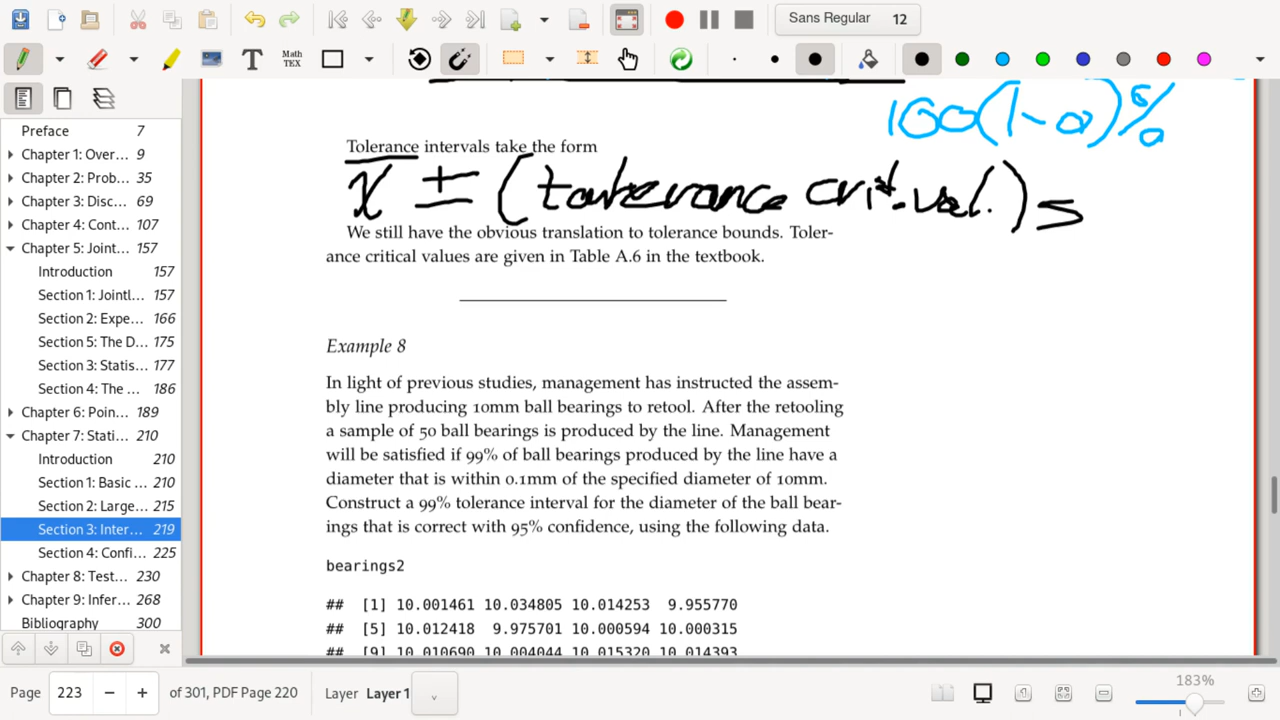 Sans Regular 12
Math
TEX
Preface 7
Chapter 1: Over... 9
Chapter 2: Prob... 35
Chapter 3: Disc... 69
Chapter 4: Cont... 107
Chapter 5: Joint... 157
Introduction 157
Section 1: Jointl... 157
Section 2: Expe... 166
Section 5: The D... 175
Section 3: Statis... 177
Section 4: The ... 186
Chapter 6: Poin... 189
Chapter 7: Stati... 210
Introduction 210
Section 1: Basic ... 210
Section 2: Large... 215
Section 3: Inter... 219
Section 4: Confi... 225
Chapter 8: Test... 230
Chapter 9: Infer... 268
Bibliography 300
100(1-α)%
Tolerance intervals take the form
x̄ ± (tolerance crit. val.) s
We still have the obvious translation to tolerance bounds. Toler-
ance critical values are given in Table A.6 in the textbook.
Example 8
In light of previous studies, management has instructed the assem-
bly line producing 10mm ball bearings to retool. After the retooling
a sample of 50 ball bearings is produced by the line. Management
will be satisfied if 99% of ball bearings produced by the line have a
diameter that is within 0.1mm of the specified diameter of 10mm.
Construct a 99% tolerance interval for the diameter of the ball bear-
ings that is correct with 95% confidence, using the following data.
bearings2
## [1] 10.001461 10.034805 10.014253 9.955770
## [5] 10.012418 9.975701 10.000594 10.000315
## [9] 10.010690 10.004044 10.015320 10.014393
Page 223 of 301, PDF Page 220
Layer Layer 1
183%